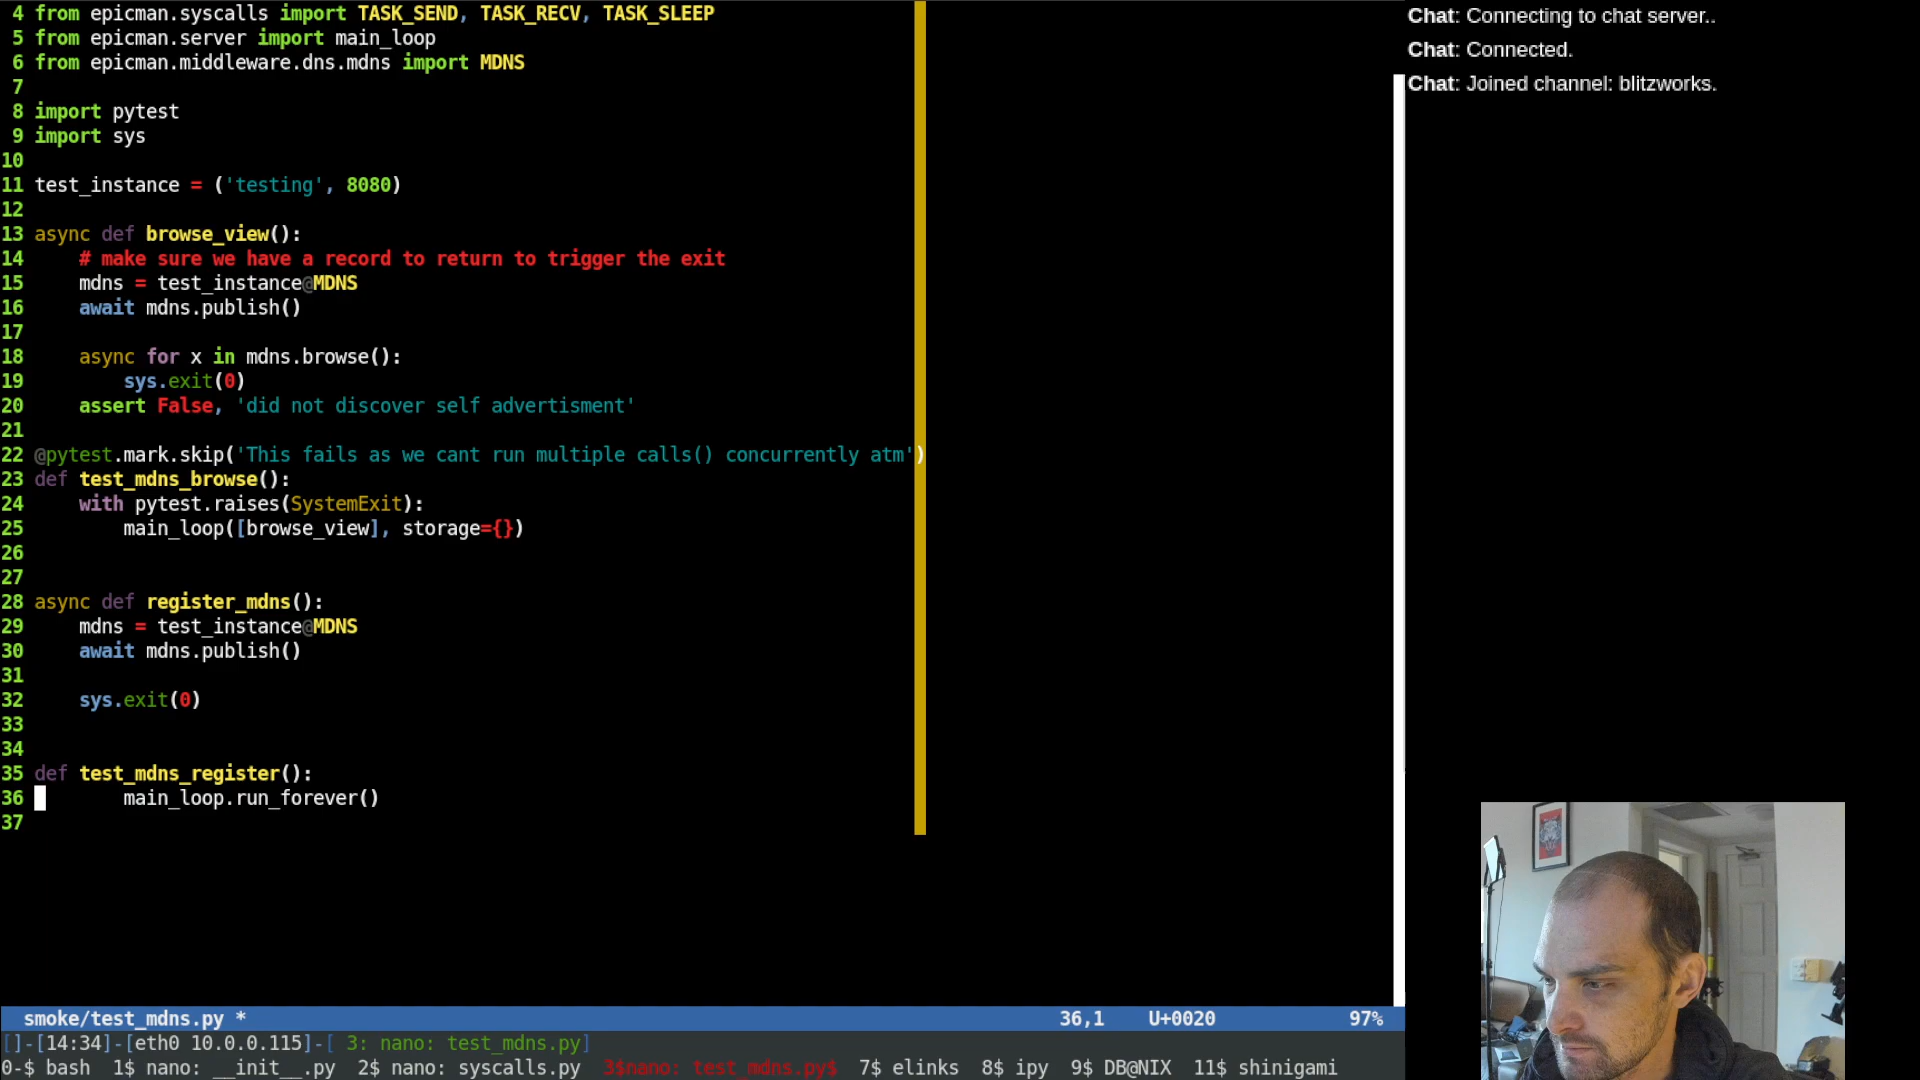 4 from epicman.syscalls import TASK_SEND, TASK_RECV, TASK_SLEEP
5 from epicman.server import main_loop
6 from epicman.middleware.dns.mdns import MDNS
7
8 import pytest
9 import sys
10
11 test_instance = ('testing', 8080)
12
13 async def browse_view():
14     # make sure we have a record to return to trigger the exit
15     mdns = test_instance@MDNS
16     await mdns.publish()
17
18     async for x in mdns.browse():
19         sys.exit(0)
20     assert False, 'did not discover self advertisment'
21
22 @pytest.mark.skip('This fails as we cant run multiple calls() concurrently atm')
23 def test_mdns_browse():
24     with pytest.raises(SystemExit):
25         main_loop([browse_view], storage={})
26
27
28 async def register_mdns():
29     mdns = test_instance@MDNS
30     await mdns.publish()
31
32     sys.exit(0)
33
34
35 def test_mdns_register():
36         main_loop.run_forever()
37
smoke/test_mdns.py * 36,1 U+0020 97%
[]-[14:34]-[eth0 10.0.0.115]-[ 3: nano: test_mdns.py]
0-$ bash 1$ nano: __init__.py 2$ nano: syscalls.py 3$nano: test_mdns.py$ 7$ elinks 8$ ipy 9$ DB@NIX 11$ shinigami
Chat: Connecting to chat server..
Chat: Connected.
Chat: Joined channel: blitzworks.